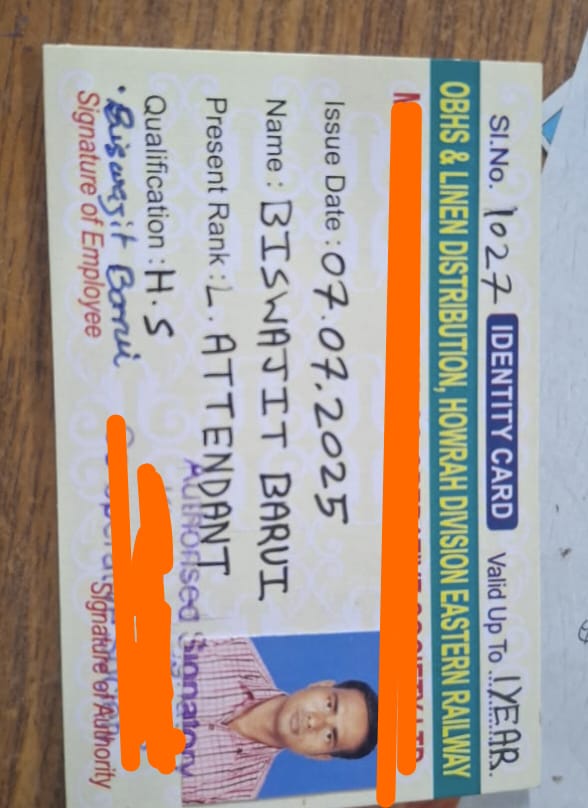 Sl.No. 1027 IDENTITY CARD Valid Up To 1 YEAR.
OBHS & LINEN DISTRIBUTION, HOWRAH DIVISION EASTERN RAILWAY
Issue Date : 07.07.2025
Name : BISWAJIT BARUI
Present Rank : L. ATTENDANT
Qualification : H.S
Authorised Signatory
Biswajit Barui
Signature of Employee
Signature of Authority